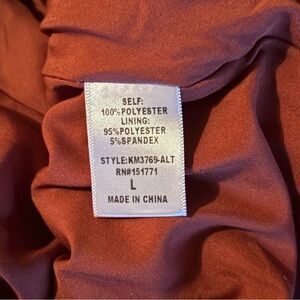 SELF:
100%POLYESTER
LINING:
95%POLYESTER
5%SPANDEX
STYLE:KM3769-ALT
RN#151771
L
MADE IN CHINA